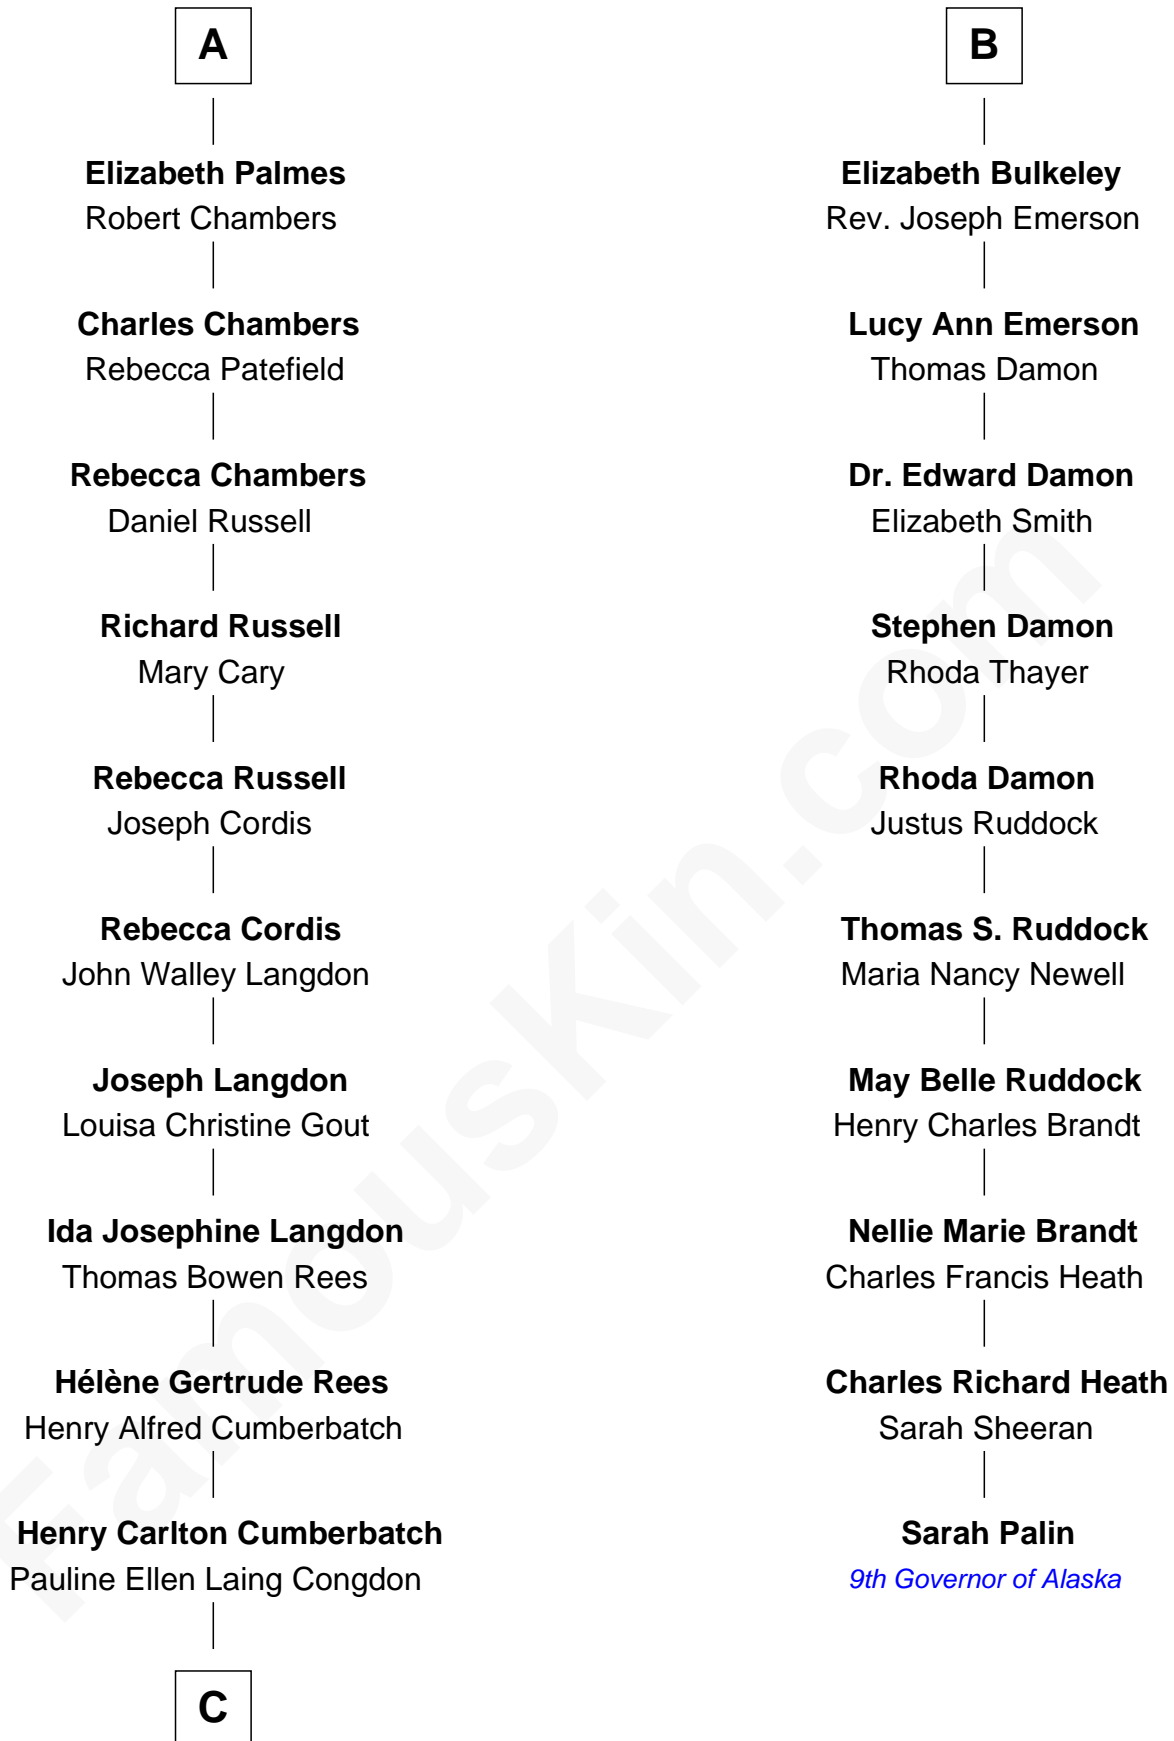 A
Elizabeth Palmes
Robert Chambers
Charles Chambers
Rebecca Patefield
Rebecca Chambers
Daniel Russell
Richard Russell
Mary Cary
Rebecca Russell
Joseph Cordis
Rebecca Cordis
John Walley Langdon
Joseph Langdon
Louisa Christine Gout
Ida Josephine Langdon
Thomas Bowen Rees
Hélène Gertrude Rees
Henry Alfred Cumberbatch
Henry Carlton Cumberbatch
Pauline Ellen Laing Congdon
C
B
Elizabeth Bulkeley
Rev. Joseph Emerson
Lucy Ann Emerson
Thomas Damon
Dr. Edward Damon
Elizabeth Smith
Stephen Damon
Rhoda Thayer
Rhoda Damon
Justus Ruddock
Thomas S. Ruddock
Maria Nancy Newell
May Belle Ruddock
Henry Charles Brandt
Nellie Marie Brandt
Charles Francis Heath
Charles Richard Heath
Sarah Sheeran
Sarah Palin
9th Governor of Alaska
FamousKin.com